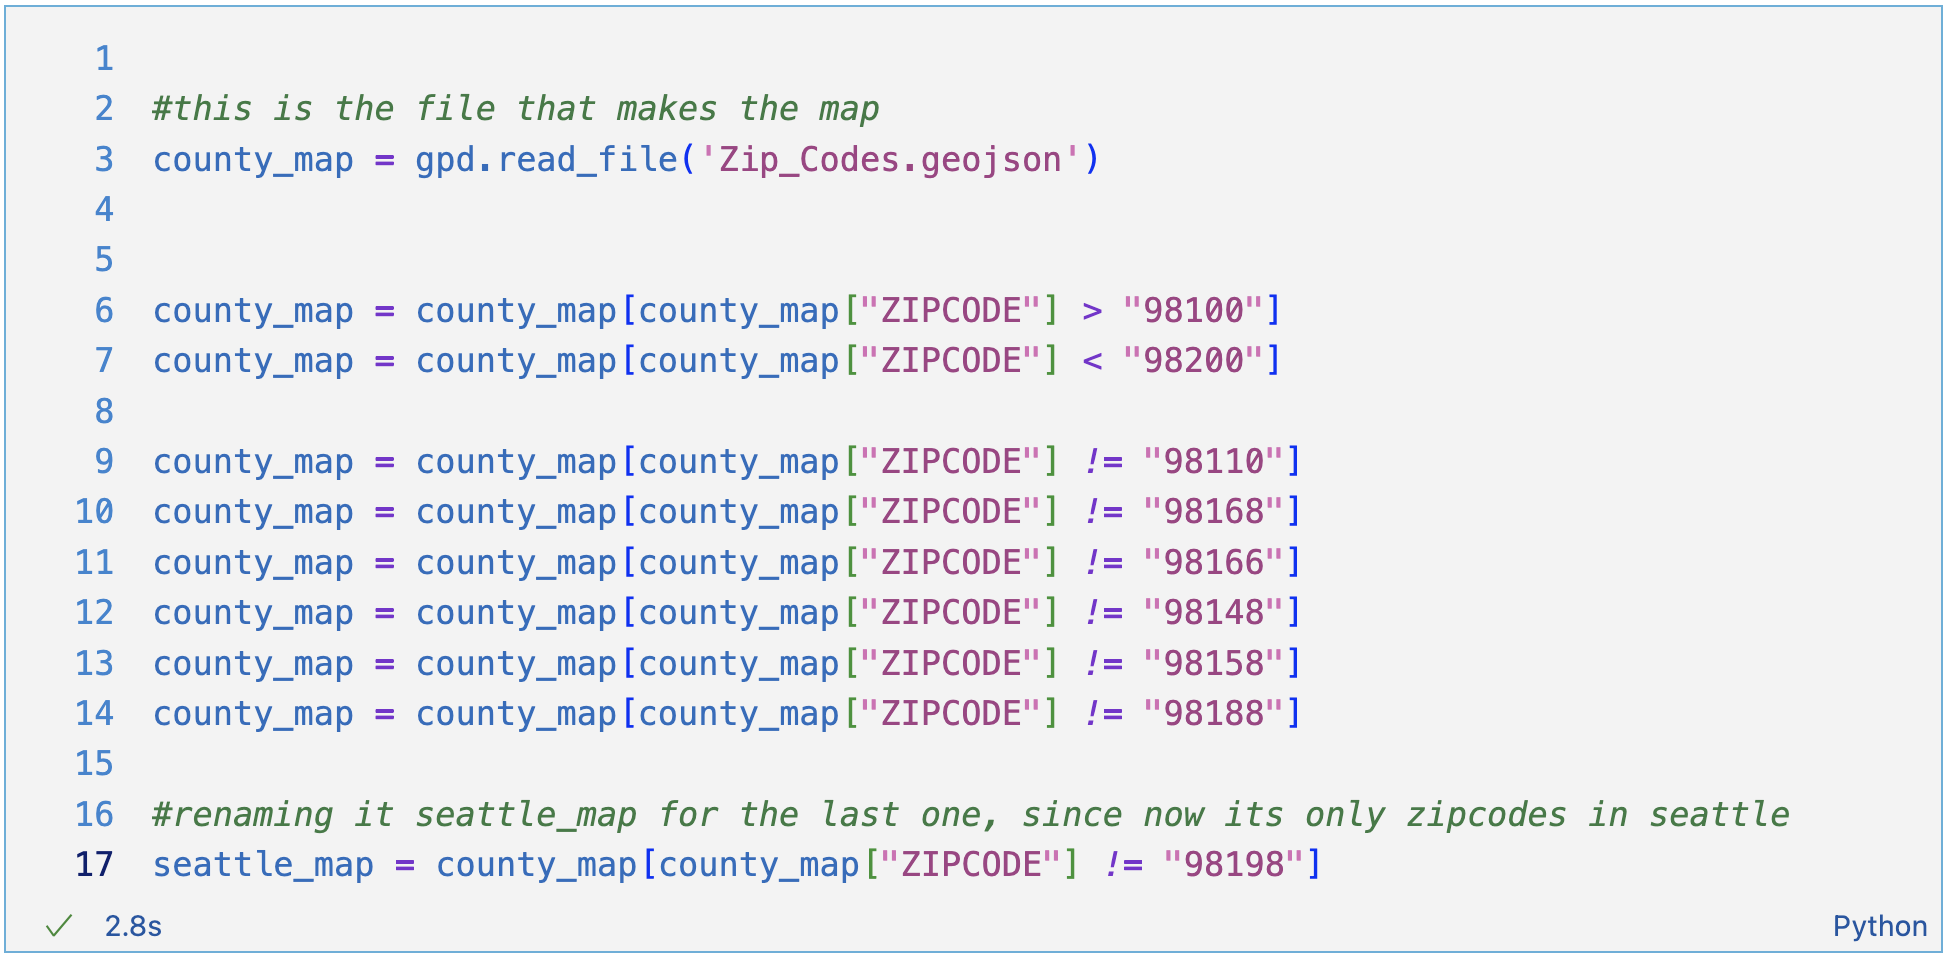 1
2 #this is the file that makes the map
3 county_map = gpd.read_file('Zip_Codes.geojson')
4
5
6 county_map = county_map[county_map["ZIPCODE"] > "98100"]
7 county_map = county_map[county_map["ZIPCODE"] < "98200"]
8
9 county_map = county_map[county_map["ZIPCODE"] != "98110"]
10 county_map = county_map[county_map["ZIPCODE"] != "98168"]
11 county_map = county_map[county_map["ZIPCODE"] != "98166"]
12 county_map = county_map[county_map["ZIPCODE"] != "98148"]
13 county_map = county_map[county_map["ZIPCODE"] != "98158"]
14 county_map = county_map[county_map["ZIPCODE"] != "98188"]
15
16 #renaming it seattle_map for the last one, since now its only zipcodes in seattle
17 seattle_map = county_map[county_map["ZIPCODE"] != "98198"]
✓ 2.8s Python